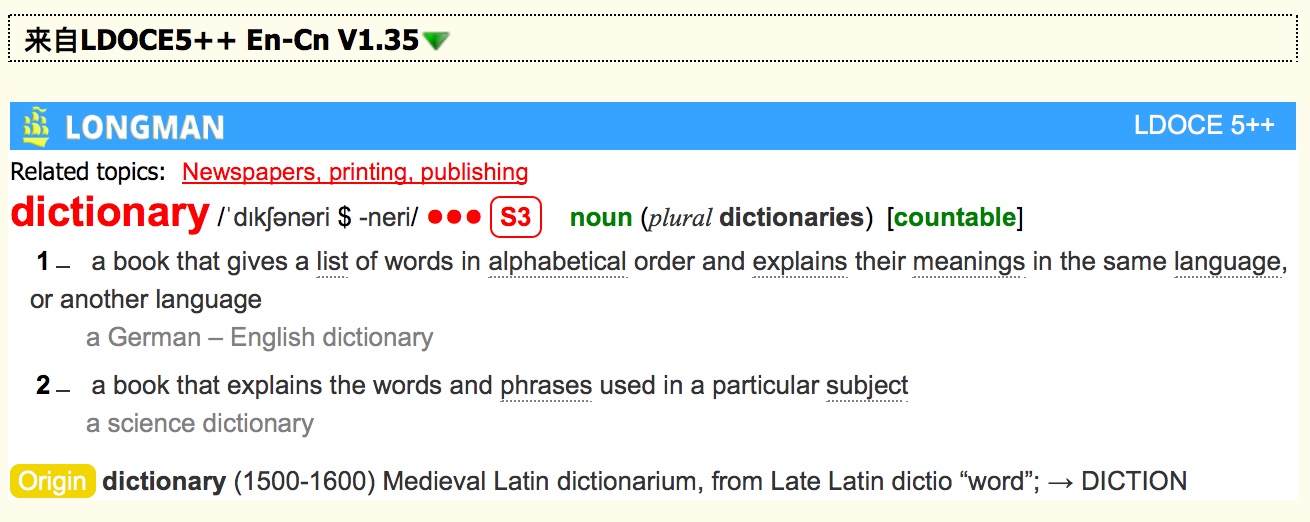 来自LDOCE5++ En-Cn V1.35
LONGMAN
LDOCE 5++
Related topics: Newspapers, printing, publishing
dictionary /ˈdɪkʃənəri $ -neri/ ●●● S3 noun (plural dictionaries) [countable]
1 – a book that gives a list of words in alphabetical order and explains their meanings in the same language,
or another language
a German – English dictionary
2 – a book that explains the words and phrases used in a particular subject
a science dictionary
Origin dictionary (1500-1600) Medieval Latin dictionarium, from Late Latin dictio “word”; → DICTION